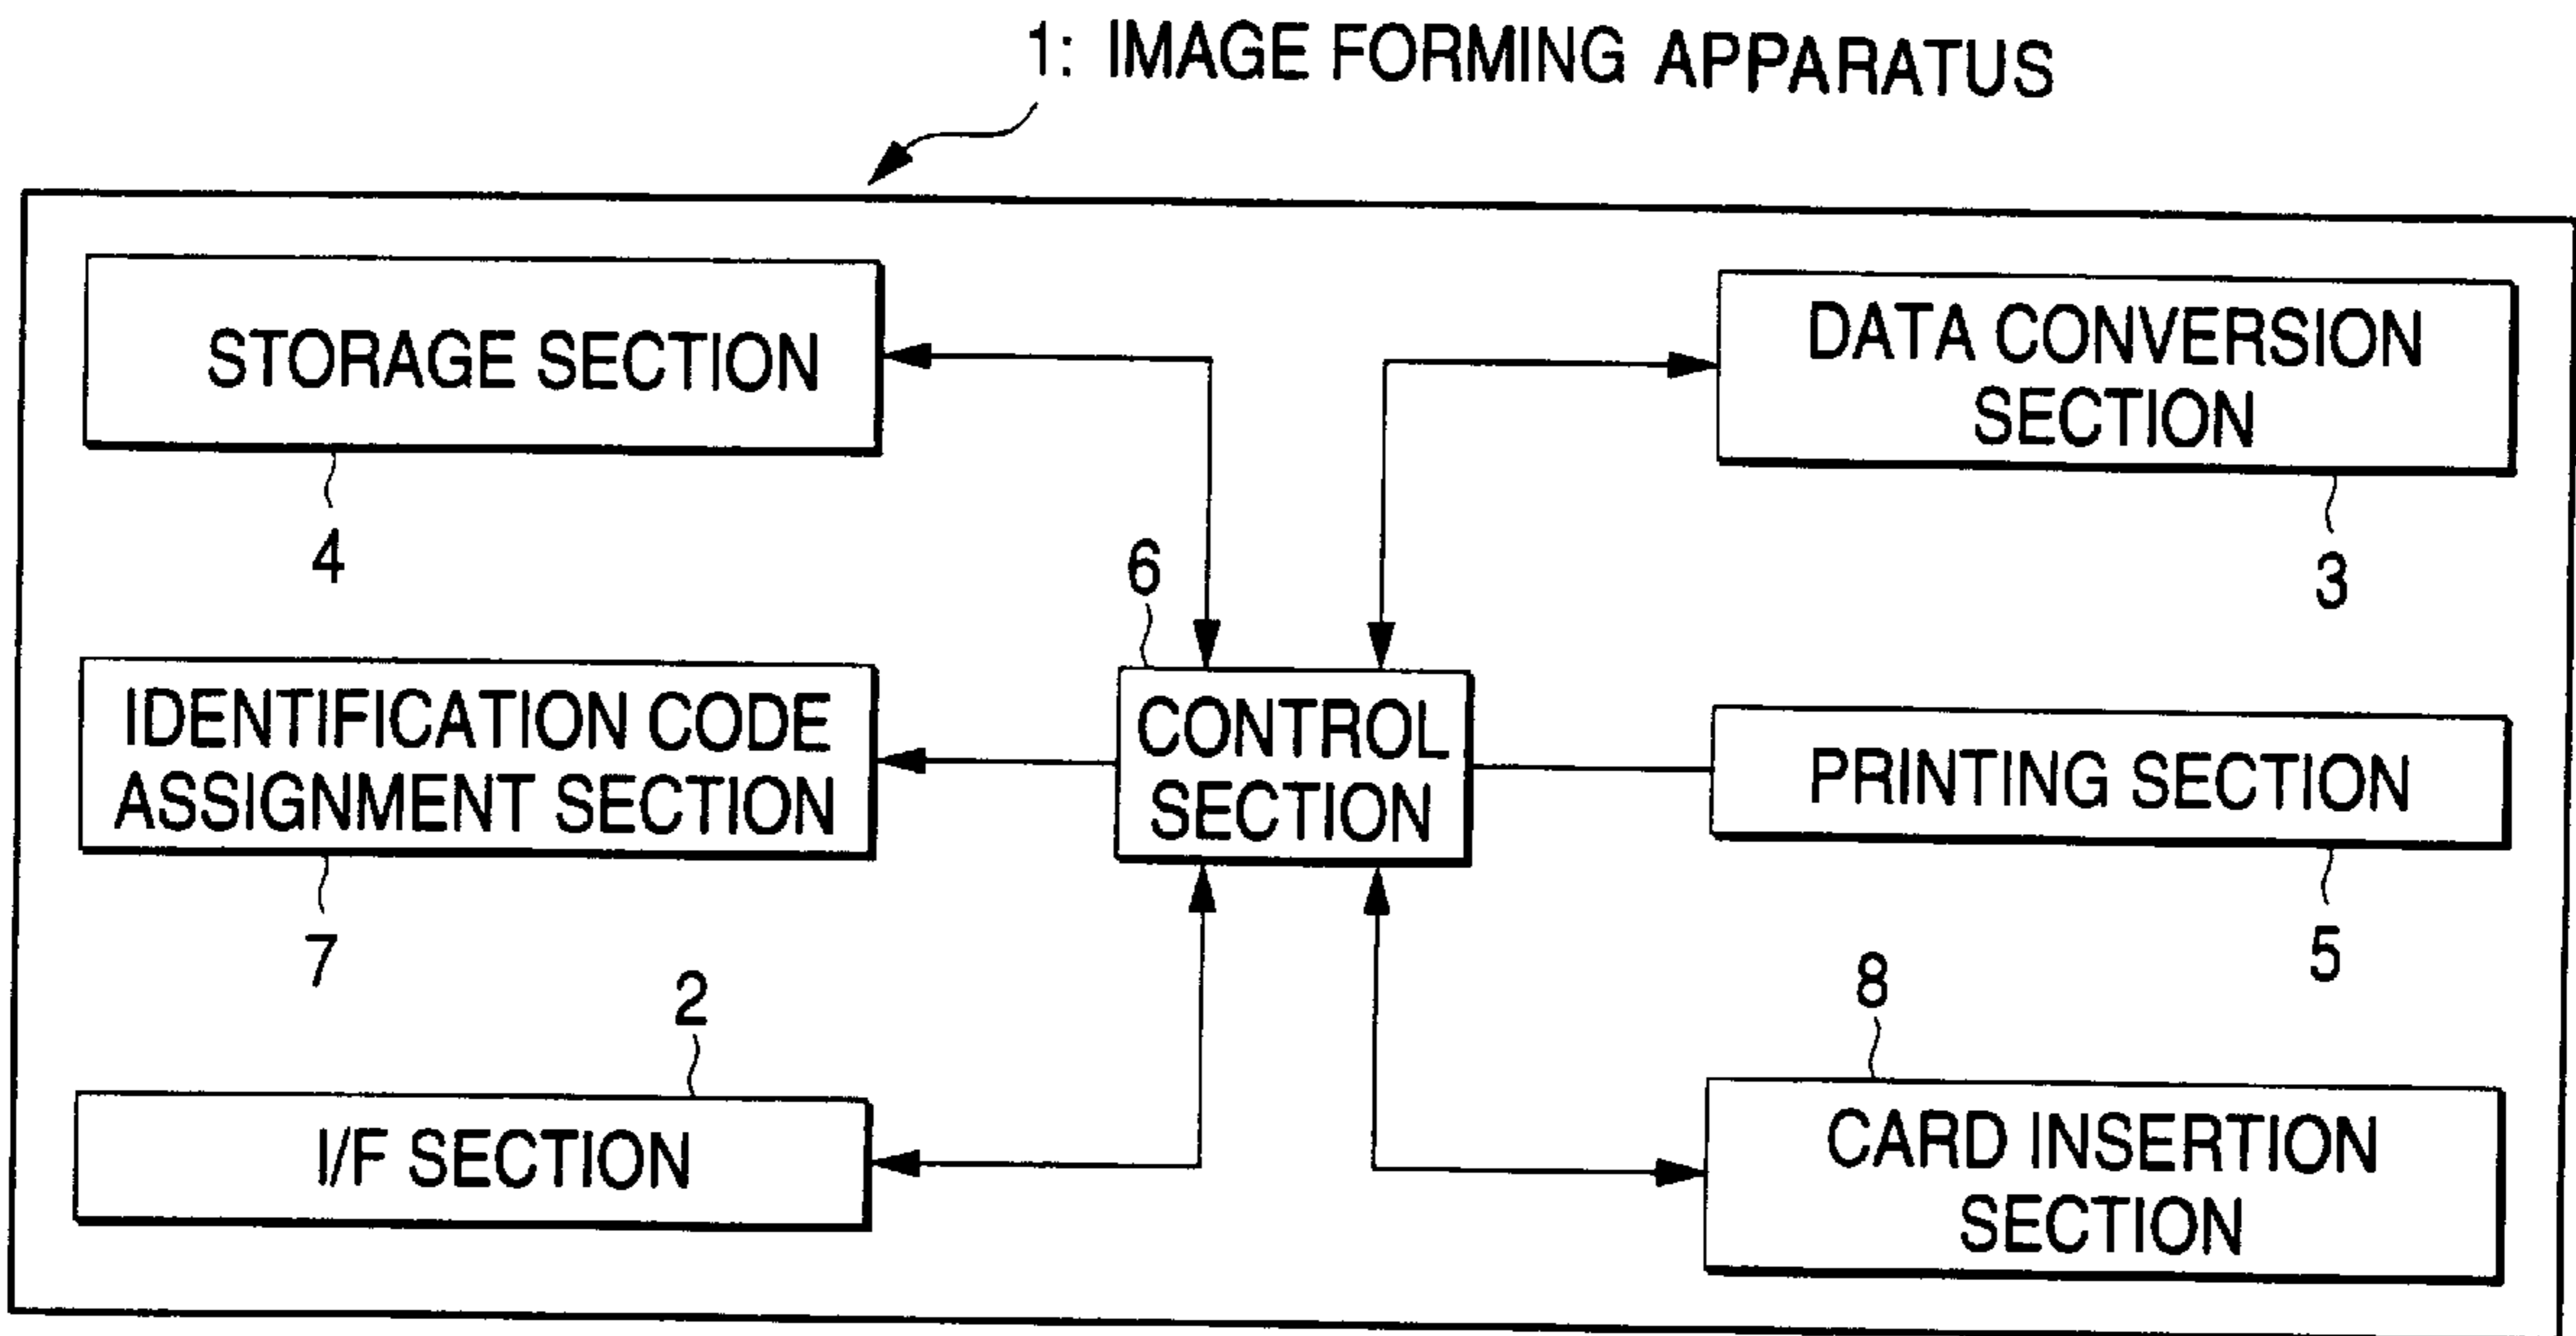 1: IMAGE FORMING APPARATUS
STORAGE SECTION
4
DATA CONVERSION
SECTION
3
6
CONTROL
SECTION
IDENTIFICATION CODE
ASSIGNMENT SECTION
7
PRINTING SECTION
5
2
I/F SECTION
8
CARD INSERTION
SECTION